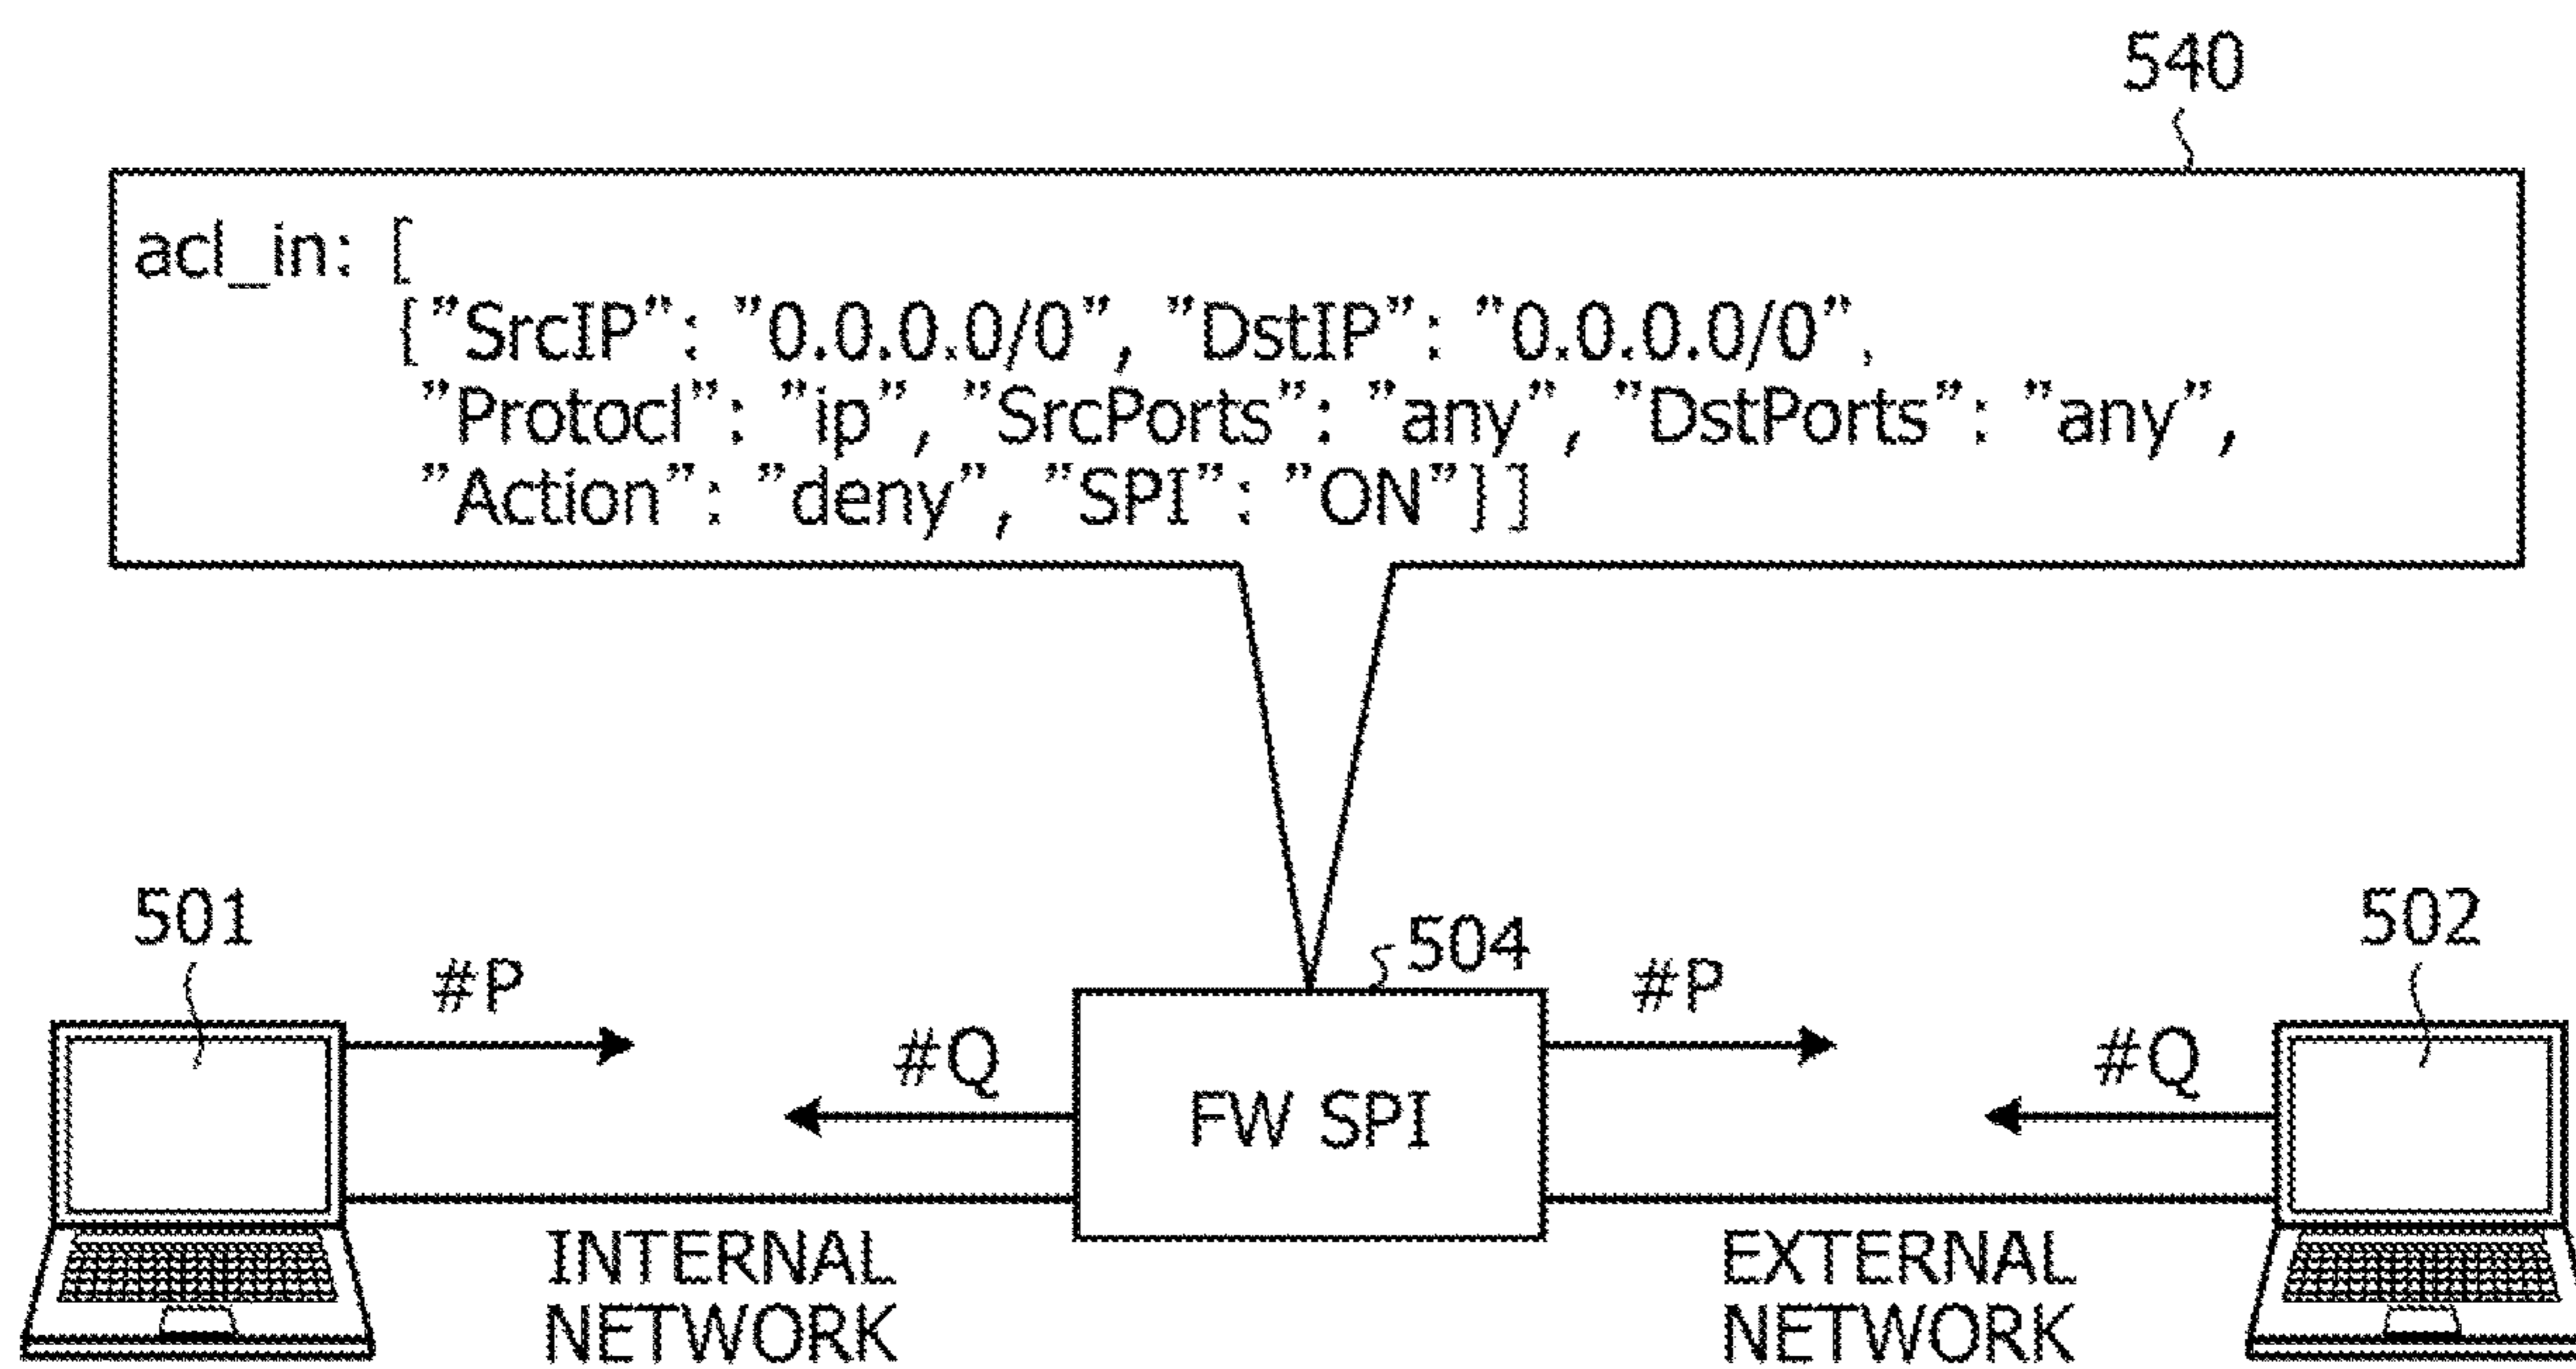 540
acl_in: [
{"SrcIP": "0.0.0.0/0", "DstIP": "0.0.0.0/0",
"Protocl": "ip", "SrcPorts": "any", "DstPorts": "any",
"Action": "deny", "SPI": "ON"}]
501
#P
504
#P
502
#Q
#Q
FW SPI
INTERNAL
NETWORK
EXTERNAL
NETWORK